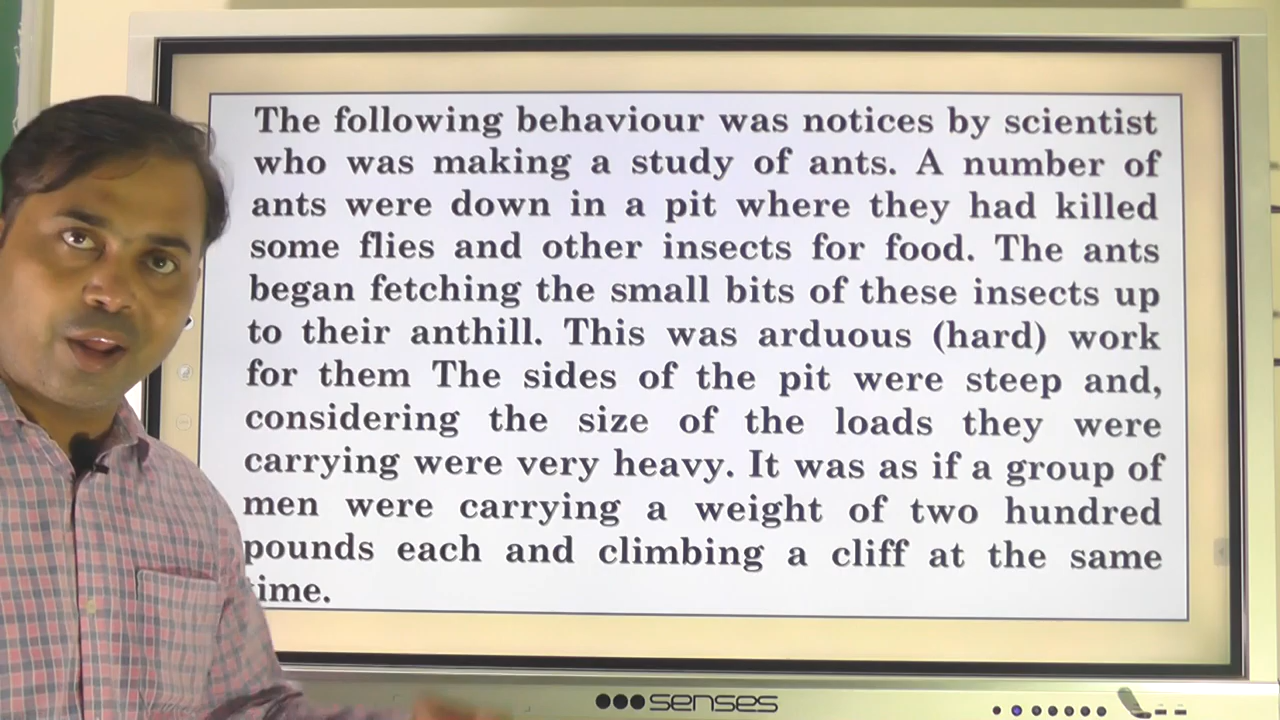 The following behaviour was notices by scientist
who was making a study of ants. A number of
ants were down in a pit where they had killed
some flies and other insects for food. The ants
began fetching the small bits of these insects up
to their anthill. This was arduous (hard) work
for them The sides of the pit were steep and,
considering the size of the loads they were
carrying were very heavy. It was as if a group of
men were carrying a weight of two hundred
pounds each and climbing a cliff at the same
time.
senses